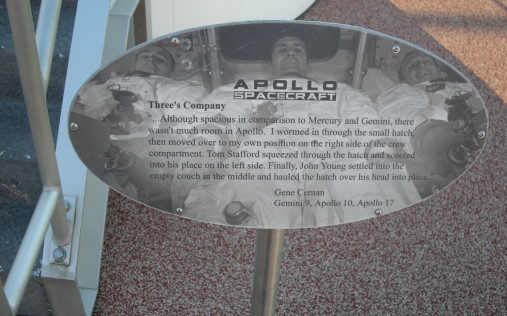 APOLLO
SPACECRAFT
Three's Company
"...Although spacious in comparison to Mercury and Gemini, there
wasn't much room in Apollo. I wormed in through the small hatch,
then moved over to my own position on the right side of the crew
compartment. Tom Stafford squeezed through the hatch and scooted
into his place on the left side. Finally, John Young settled into the
empty couch in the middle and hauled the hatch over his head into place."
Gene Cernan
Gemini 9, Apollo 10, Apollo 17